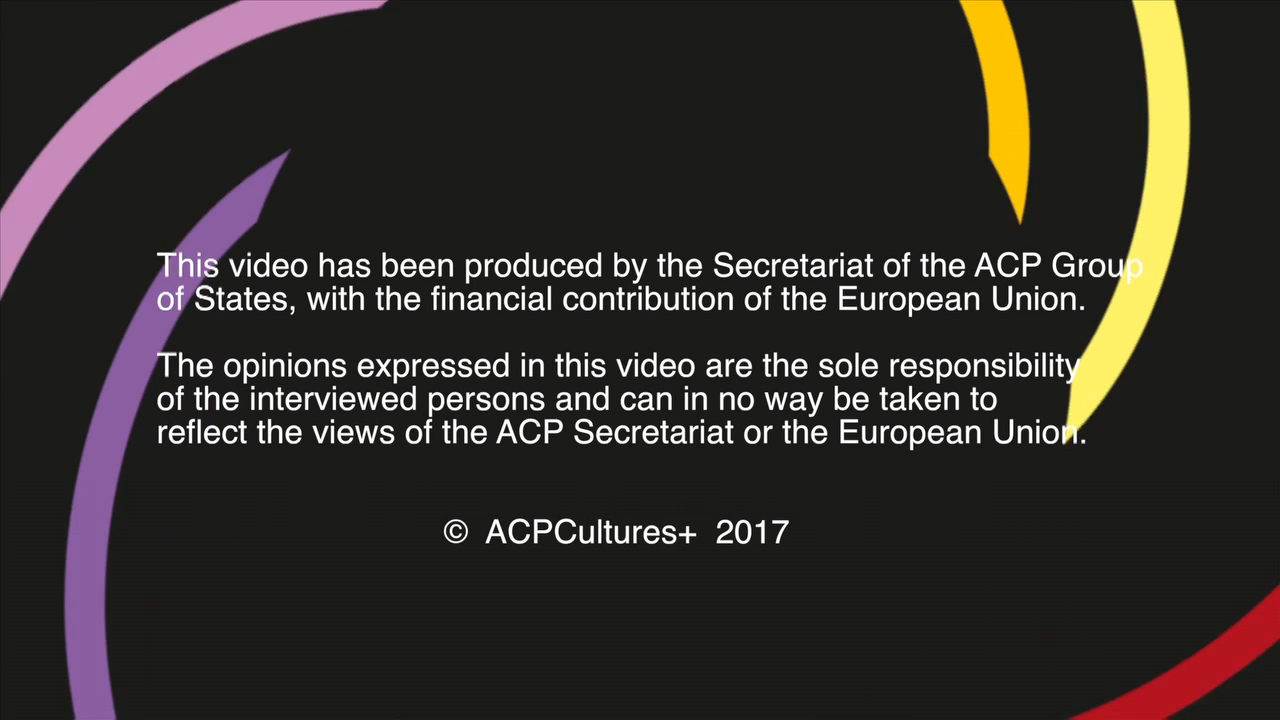 This video has been produced by the Secretariat of the ACP Group
of States, with the financial contribution of the European Union.
The opinions expressed in this video are the sole responsibility
of the interviewed persons and can in no way be taken to
reflect the views of the ACP Secretariat or the European Union.
© ACPCultures+ 2017